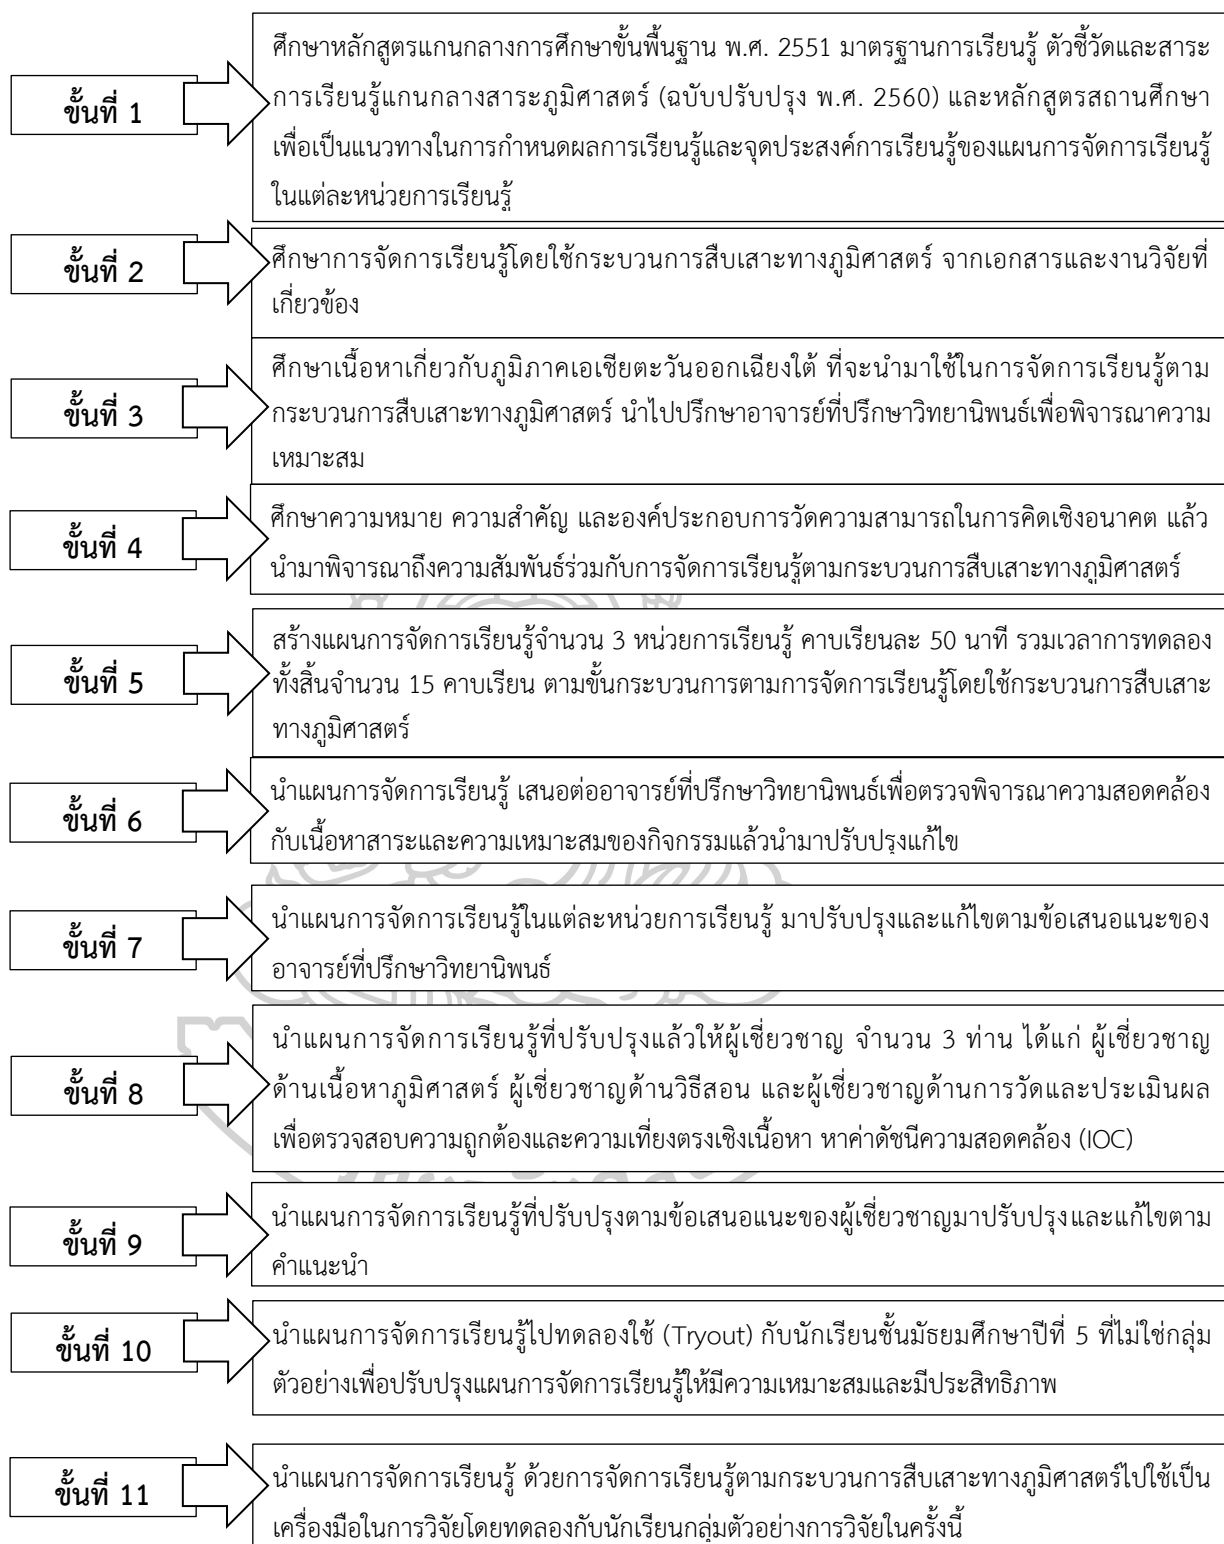 ศึกษาหลักสูตรแกนกลางการศึกษาขั้นพื้นฐาน พ.ศ. 2551 มาตรฐานการเรียนรู้ ตัวชี้วัดและสาระ
ขั้นที่ 1
การเรียนรู้แกนกลางสาระภูมิศาสตร์ (ฉบับปรับปรุง พ.ศ. 2560) และหลักสูตรสถานศึกษา
เพื่อเป็นแนวทางในการกำหนดผลการเรียนรู้และจุดประสงค์การเรียนรู้ของแผนการจัดการเรียนรู้
ในแต่ละหน่วยการเรียนรู้
ขั้นที่ 2
ศึกษาการจัดการเรียนรู้โดยใช้กระบวนการสืบเสาะทางภูมิศาสตร์ จากเอกสารและงานวิจัยที่
เกี่ยวข้อง
ขั้นที่ 3
ศึกษาเนื้อหาเกี่ยวกับภูมิภาคเอเชียตะวันออกเฉียงใต้ ที่จะนำมาใช้ในการจัดการเรียนรู้ตาม
กระบวนการสืบเสาะทางภูมิศาสตร์ นำไปปรึกษาอาจารย์ที่ปรึกษาวิทยานิพนธ์เพื่อพิจารณาความ
เหมาะสม
ขั้นที่ 4
ศึกษาความหมาย ความสำคัญ และองค์ประกอบการวัดความสามารถในการคิดเชิงอนาคต แล้ว
นำมาพิจารณาถึงความสัมพันธ์ร่วมกับการจัดการเรียนรู้ตามกระบวนการสืบเสาะทางภูมิศาสตร์
ขั้นที่ 5
สร้างแผนการจัดการเรียนรู้จำนวน 3 หน่วยการเรียนรู้ คาบเรียนละ 50 นาที รวมเวลาการทดลอง
ทั้งสิ้นจำนวน 15 คาบเรียน ตามขั้นกระบวนการตามการจัดการเรียนรู้โดยใช้กระบวนการสืบเสาะ
ทางภูมิศาสตร์
ขั้นที่ 6
นำแผนการจัดการเรียนรู้ เสนอต่ออาจารย์ที่ปรึกษาวิทยานิพนธ์เพื่อตรวจพิจารณาความสอดคล้อง
กับเนื้อหาสาระและความเหมาะสมของกิจกรรมแล้วนำมาปรับปรุงแก้ไข
ขั้นที่ 7
นำแผนการจัดการเรียนรู้ในแต่ละหน่วยการเรียนรู้ มาปรับปรุงและแก้ไขตามข้อเสนอแนะของ
อาจารย์ที่ปรึกษาวิทยานิพนธ์
ขั้นที่ 8
นำแผนการจัดการเรียนรู้ที่ปรับปรุงแล้วให้ผู้เชี่ยวชาญ จำนวน 3 ท่าน ได้แก่ ผู้เชี่ยวชาญ
ด้านเนื้อหาภูมิศาสตร์ ผู้เชี่ยวชาญด้านวิธีสอน และผู้เชี่ยวชาญด้านการวัดและประเมินผล
เพื่อตรวจสอบความถูกต้องและความเที่ยงตรงเชิงเนื้อหา หาค่าดัชนีความสอดคล้อง (IOC)
ขั้นที่ 9
นำแผนการจัดการเรียนรู้ที่ปรับปรุงตามข้อเสนอแนะของผู้เชี่ยวชาญมาปรับปรุงและแก้ไขตาม
คำแนะนำ
ขั้นที่ 10
นำแผนการจัดการเรียนรู้ไปทดลองใช้ (Tryout) กับนักเรียนชั้นมัธยมศึกษาปีที่ 5 ที่ไม่ใช่กลุ่ม
ตัวอย่างเพื่อปรับปรุงแผนการจัดการเรียนรู้ให้มีความเหมาะสมและมีประสิทธิภาพ
ขั้นที่ 11
นำแผนการจัดการเรียนรู้ ด้วยการจัดการเรียนรู้ตามกระบวนการสืบเสาะทางภูมิศาสตร์ไปใช้เป็น
เครื่องมือในการวิจัยโดยทดลองกับนักเรียนกลุ่มตัวอย่างการวิจัยในครั้งนี้